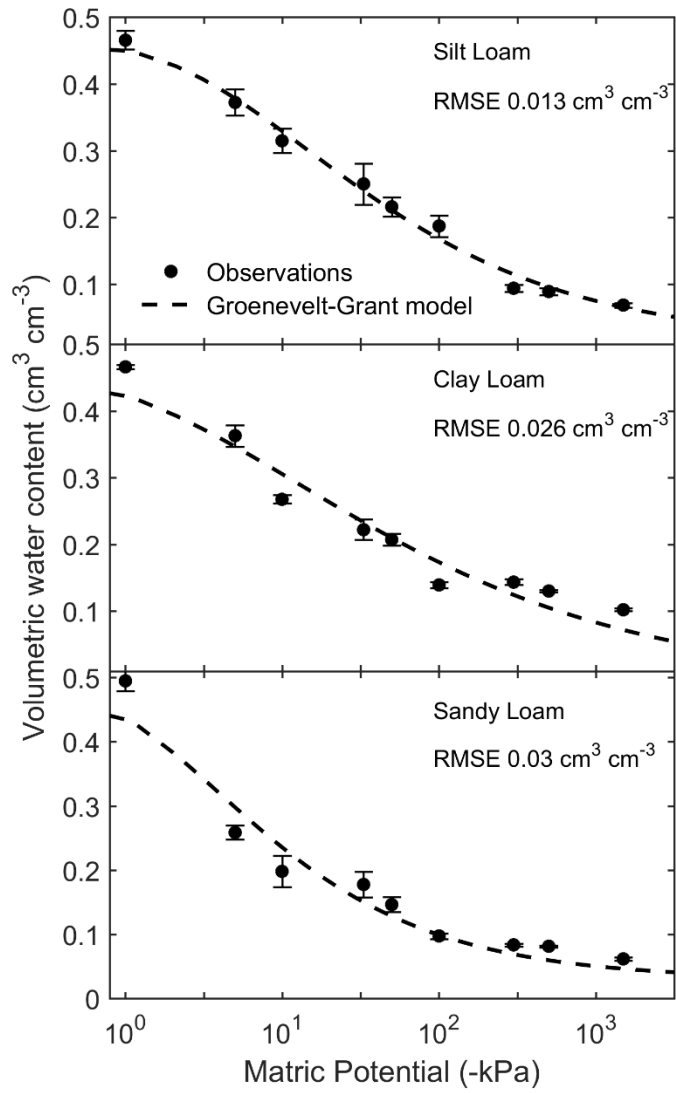 0.5
Silt Loam
RMSE 0.013 cm³ cm⁻³
0.4
0.3
0.2
0.1
Observations
Groenevelt-Grant model
0.5
Clay Loam
RMSE 0.026 cm³ cm⁻³
0.4
0.3
0.2
0.1
Volumetric water content (cm³ cm⁻³)
0.5
Sandy Loam
RMSE 0.03 cm³ cm⁻³
0.4
0.3
0.2
0.1
0
10⁰ 10¹ 10² 10³
Matric Potential (-kPa)